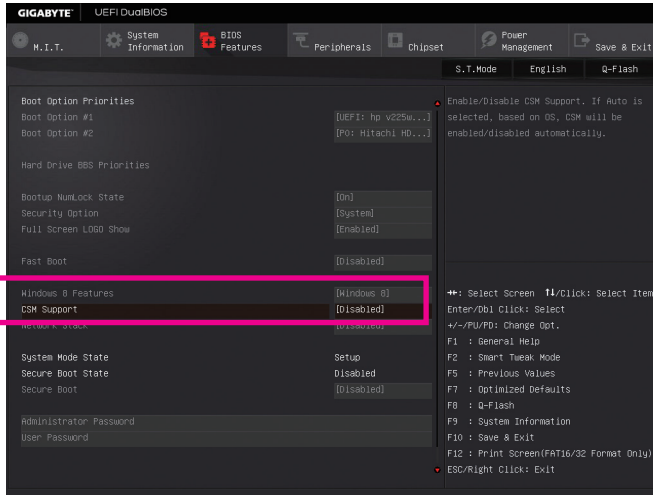 GIGABYTE™ UEFI DualBIOS
M.I.T. System Information BIOS Features Peripherals Chipset Power Management Save & Exit
S.T.Mode English Q-Flash
Boot Option Priorities
Boot Option #1 [UEFI: hp v225w...]
Boot Option #2 [P0: Hitachi HD...]
Hard Drive BBS Priorities
Bootup NumLock State [On]
Security Option [System]
Full Screen LOGO Show [Enabled]
Fast Boot [Disabled]
Windows 8 Features [Windows 8]
CSM Support [Disabled]
Network Stack [Disabled]
System Mode State Setup
Secure Boot State Disabled
Secure Boot [Disabled]
Administrator Password
User Password
Enable/Disable CSM Support. If Auto is
selected, based on OS, CSM will be
enabled/disabled automatically.
→←: Select Screen ↑↓/Click: Select Item
Enter/Dbl Click: Select
+/-/PU/PD: Change Opt.
F1 : General Help
F2 : Smart Tweak Mode
F5 : Previous Values
F7 : Optimized Defaults
F8 : Q-Flash
F9 : System Information
F10 : Save & Exit
F12 : Print Screen(FAT16/32 Format Only)
ESC/Right Click: Exit